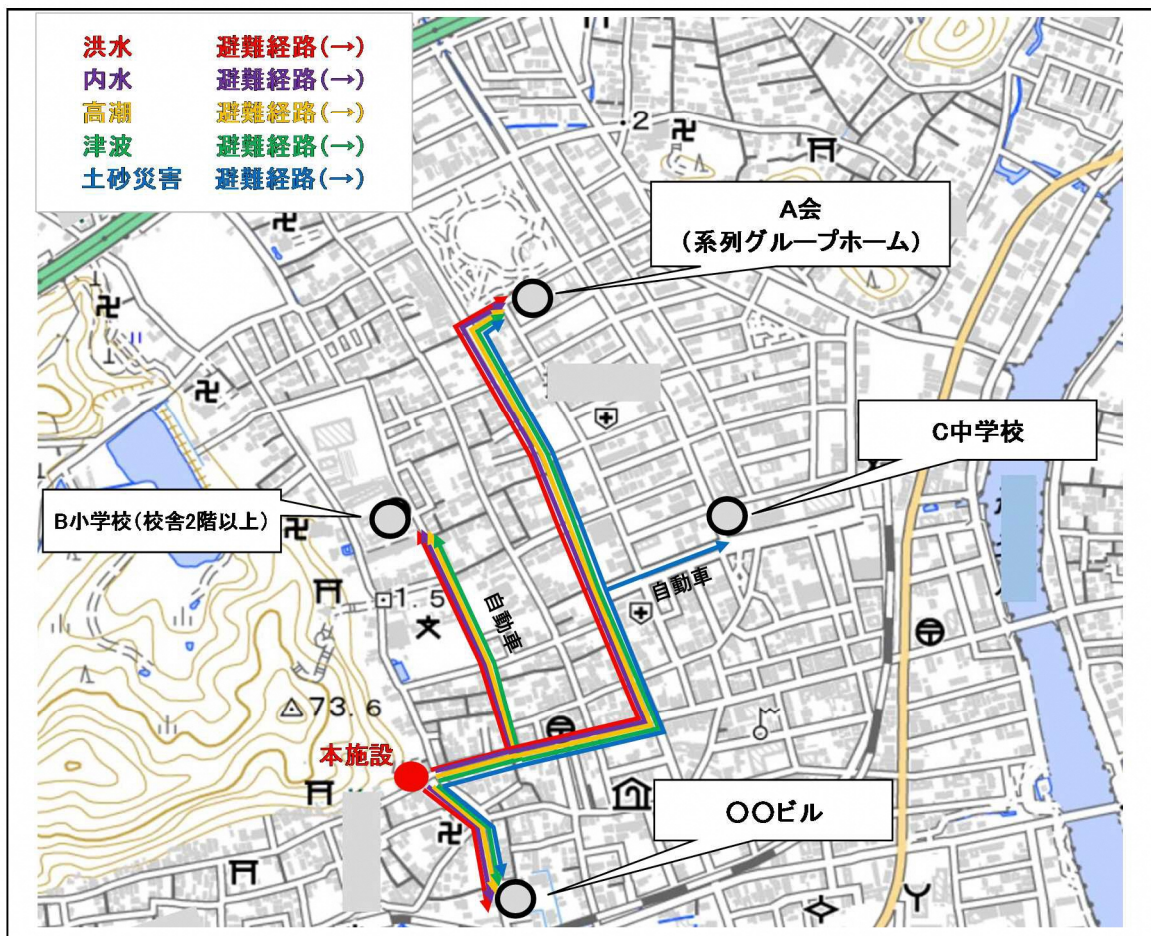 洪水 避難経路(→)
内水 避難経路(→)
高潮 避難経路(→)
津波 避難経路(→)
土砂災害 避難経路(→)
・2
A会
(系列グループホーム)
C中学校
B小学校(校舎2階以上)
1.5
自動車
自動車
73.6
本施設
〇〇ビル